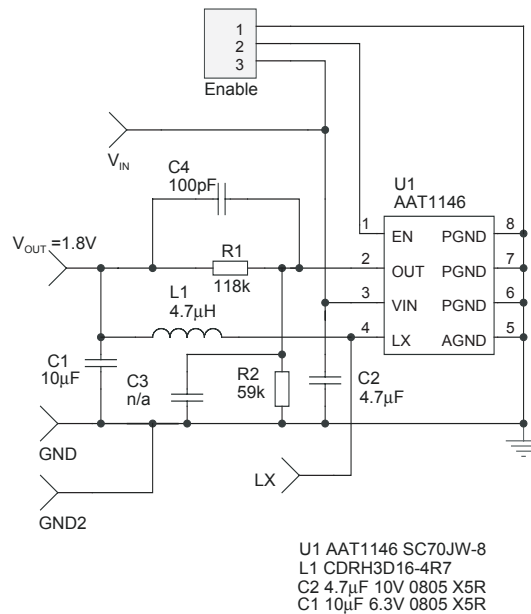 1
2
3
Enable
V_IN
C4
100pF
U1
AAT1146
V_OUT =1.8V
R1
118k
1 EN PGND 8
2 OUT PGND 7
3 VIN PGND 6
4 LX AGND 5
L1
4.7µH
C1
10µF
C3
n/a
R2
59k
C2
4.7µF
GND
LX
GND2
U1 AAT1146 SC70JW-8
L1 CDRH3D16-4R7
C2 4.7µF 10V 0805 X5R
C1 10µF 6.3V 0805 X5R